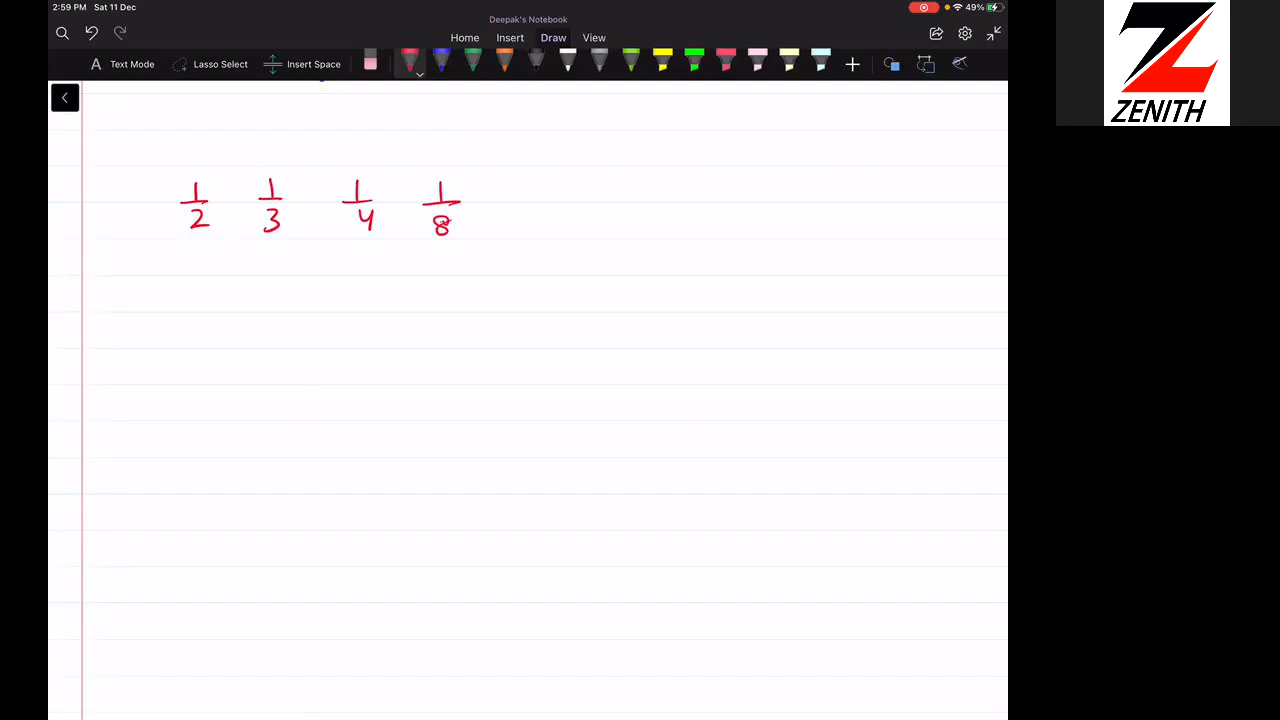 2:59 PM Sat 11 Dec 49%
Deepak's Notebook
Home Insert Draw View
A Text Mode Lasso Select Insert Space
1/2 1/3 1/4 1/8
ZENITH